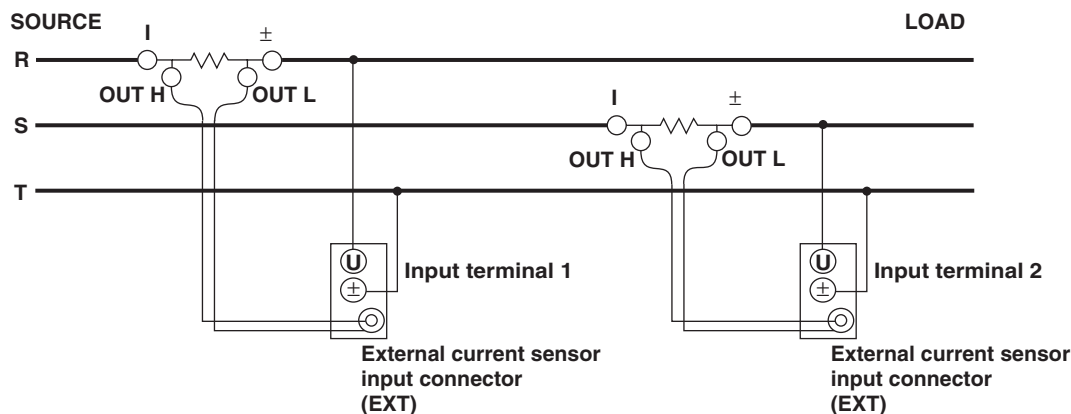 SOURCE
LOAD
I
±
R
OUT H
OUT L
I
±
S
OUT H
OUT L
T
U
Input terminal 1
±
U
Input terminal 2
±
External current sensor
input connector
(EXT)
External current sensor
input connector
(EXT)